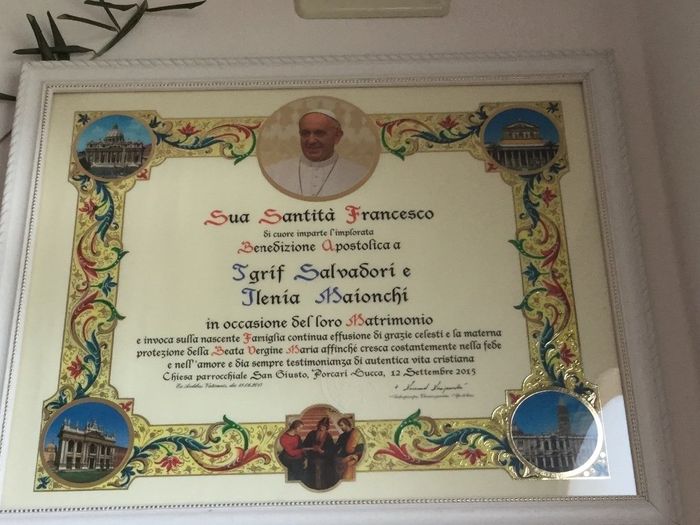 Sua Santità Francesco
di cuore imparte l'implorata
Benedizione Apostolica a
Igrif Salvadori e
Ilenia Maionchi
in occasione del loro Matrimonio
e invoca sulla nascente Famiglia continua effusione di grazie celesti e la materna
protezione della Beata Vergine Maria affinché cresca costantemente nella fede
e nell'amore e dia sempre testimonianza di autentica vita cristiana
Chiesa parrocchiale San Giusto, Porcari Lucca, 12 Settembre 2015